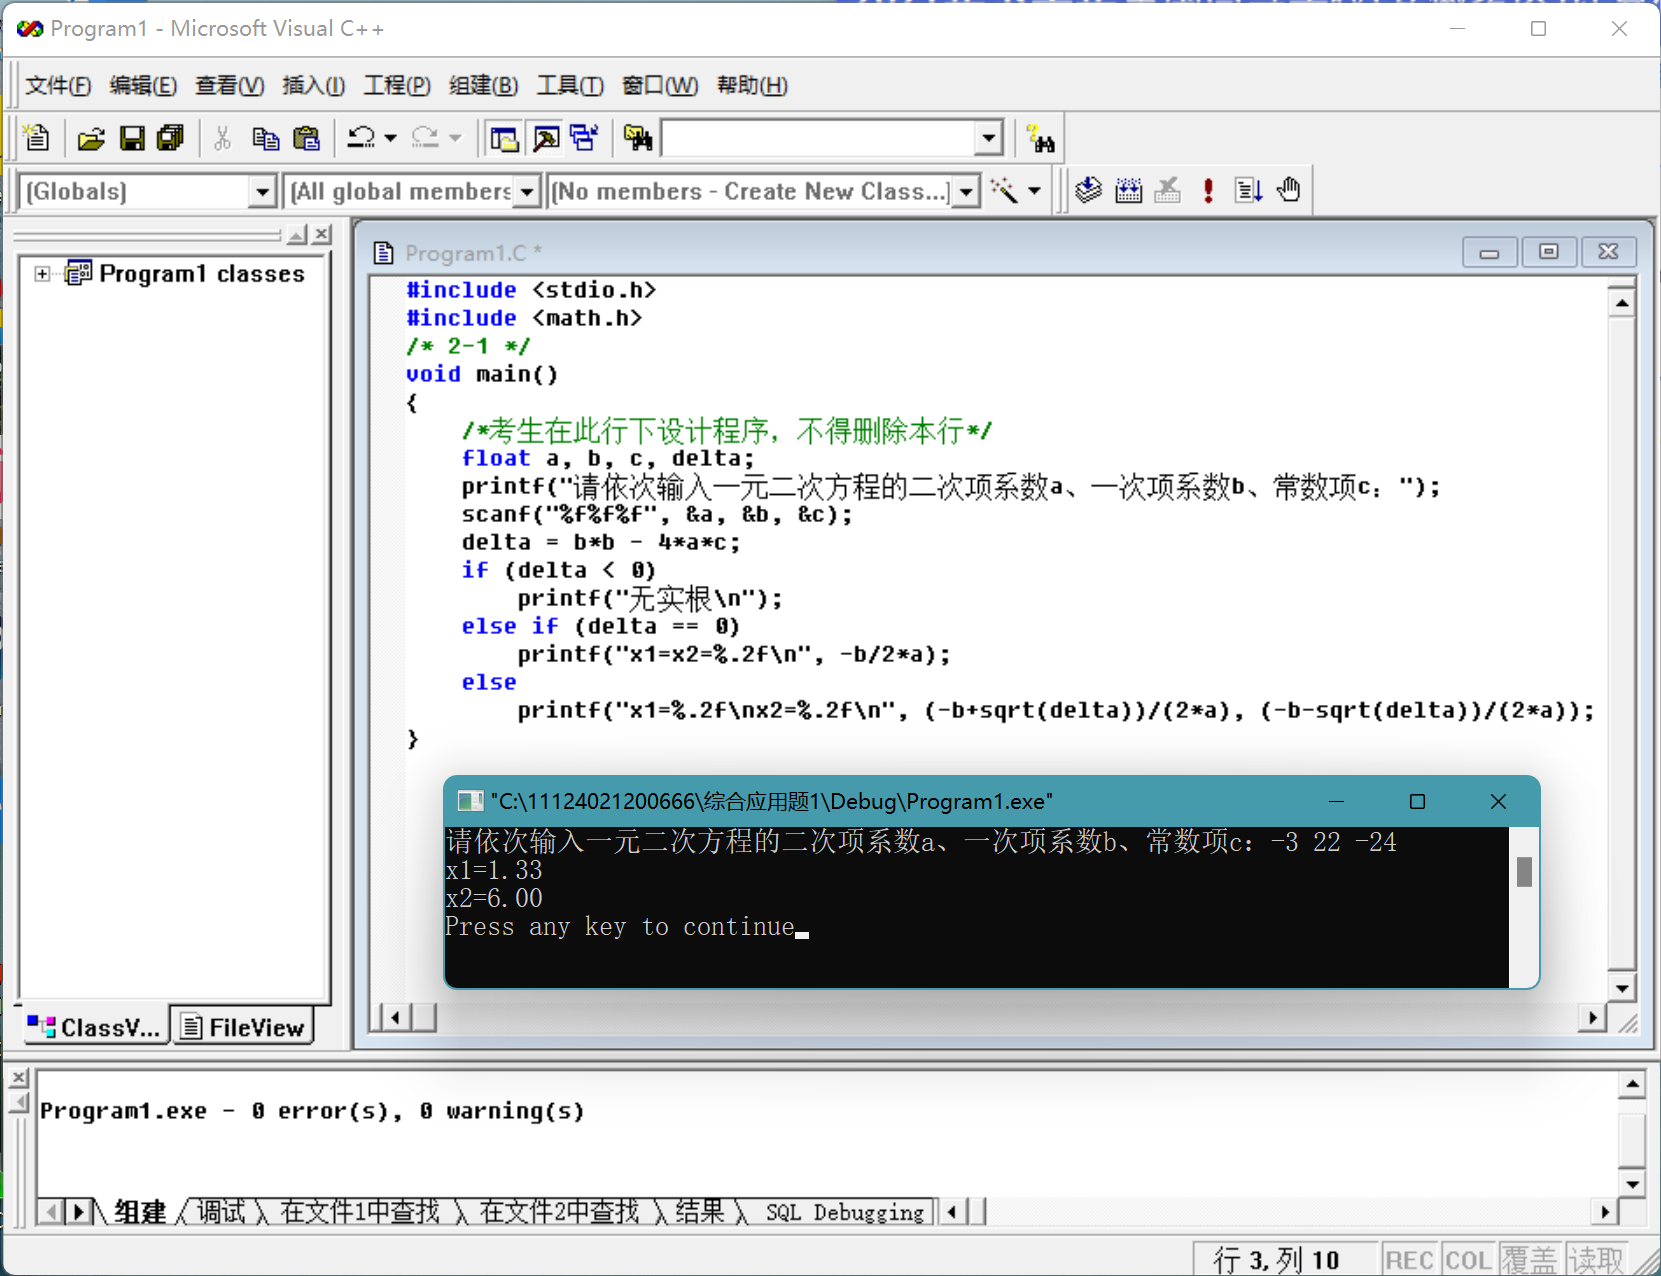 Program1 - Microsoft Visual C++
文件(F) 编辑(E) 查看(V) 插入(I) 工程(P) 组建(B) 工具(T) 窗口(W) 帮助(H)
(Globals) (All global members (No members - Create New Class...)
Program1 classes
Program1.C *
#include <stdio.h>
#include <math.h>
/* 2-1 */
void main()
{
/*考生在此行下设计程序，不得删除本行*/
float a, b, c, delta;
printf("请依次输入一元二次方程的二次项系数a、一次项系数b、常数项c：");
scanf("%f%f%f", &a, &b, &c);
delta = b*b - 4*a*c;
if (delta < 0)
printf("无实根\n");
else if (delta == 0)
printf("x1=x2=%.2f\n", -b/2*a);
else
printf("x1=%.2f\nx2=%.2f\n", (-b+sqrt(delta))/(2*a), (-b-sqrt(delta))/(2*a));
}
"C:\11124021200666\综合应用题1\Debug\Program1.exe"
请依次输入一元二次方程的二次项系数a、一次项系数b、常数项c：-3 22 -24
x1=1.33
x2=6.00
Press any key to continue
ClassV... FileView
Program1.exe - 0 error(s), 0 warning(s)
组建 调试 在文件1中查找 在文件2中查找 结果 SQL Debugging
行 3, 列 10 REC COL 覆盖 读取